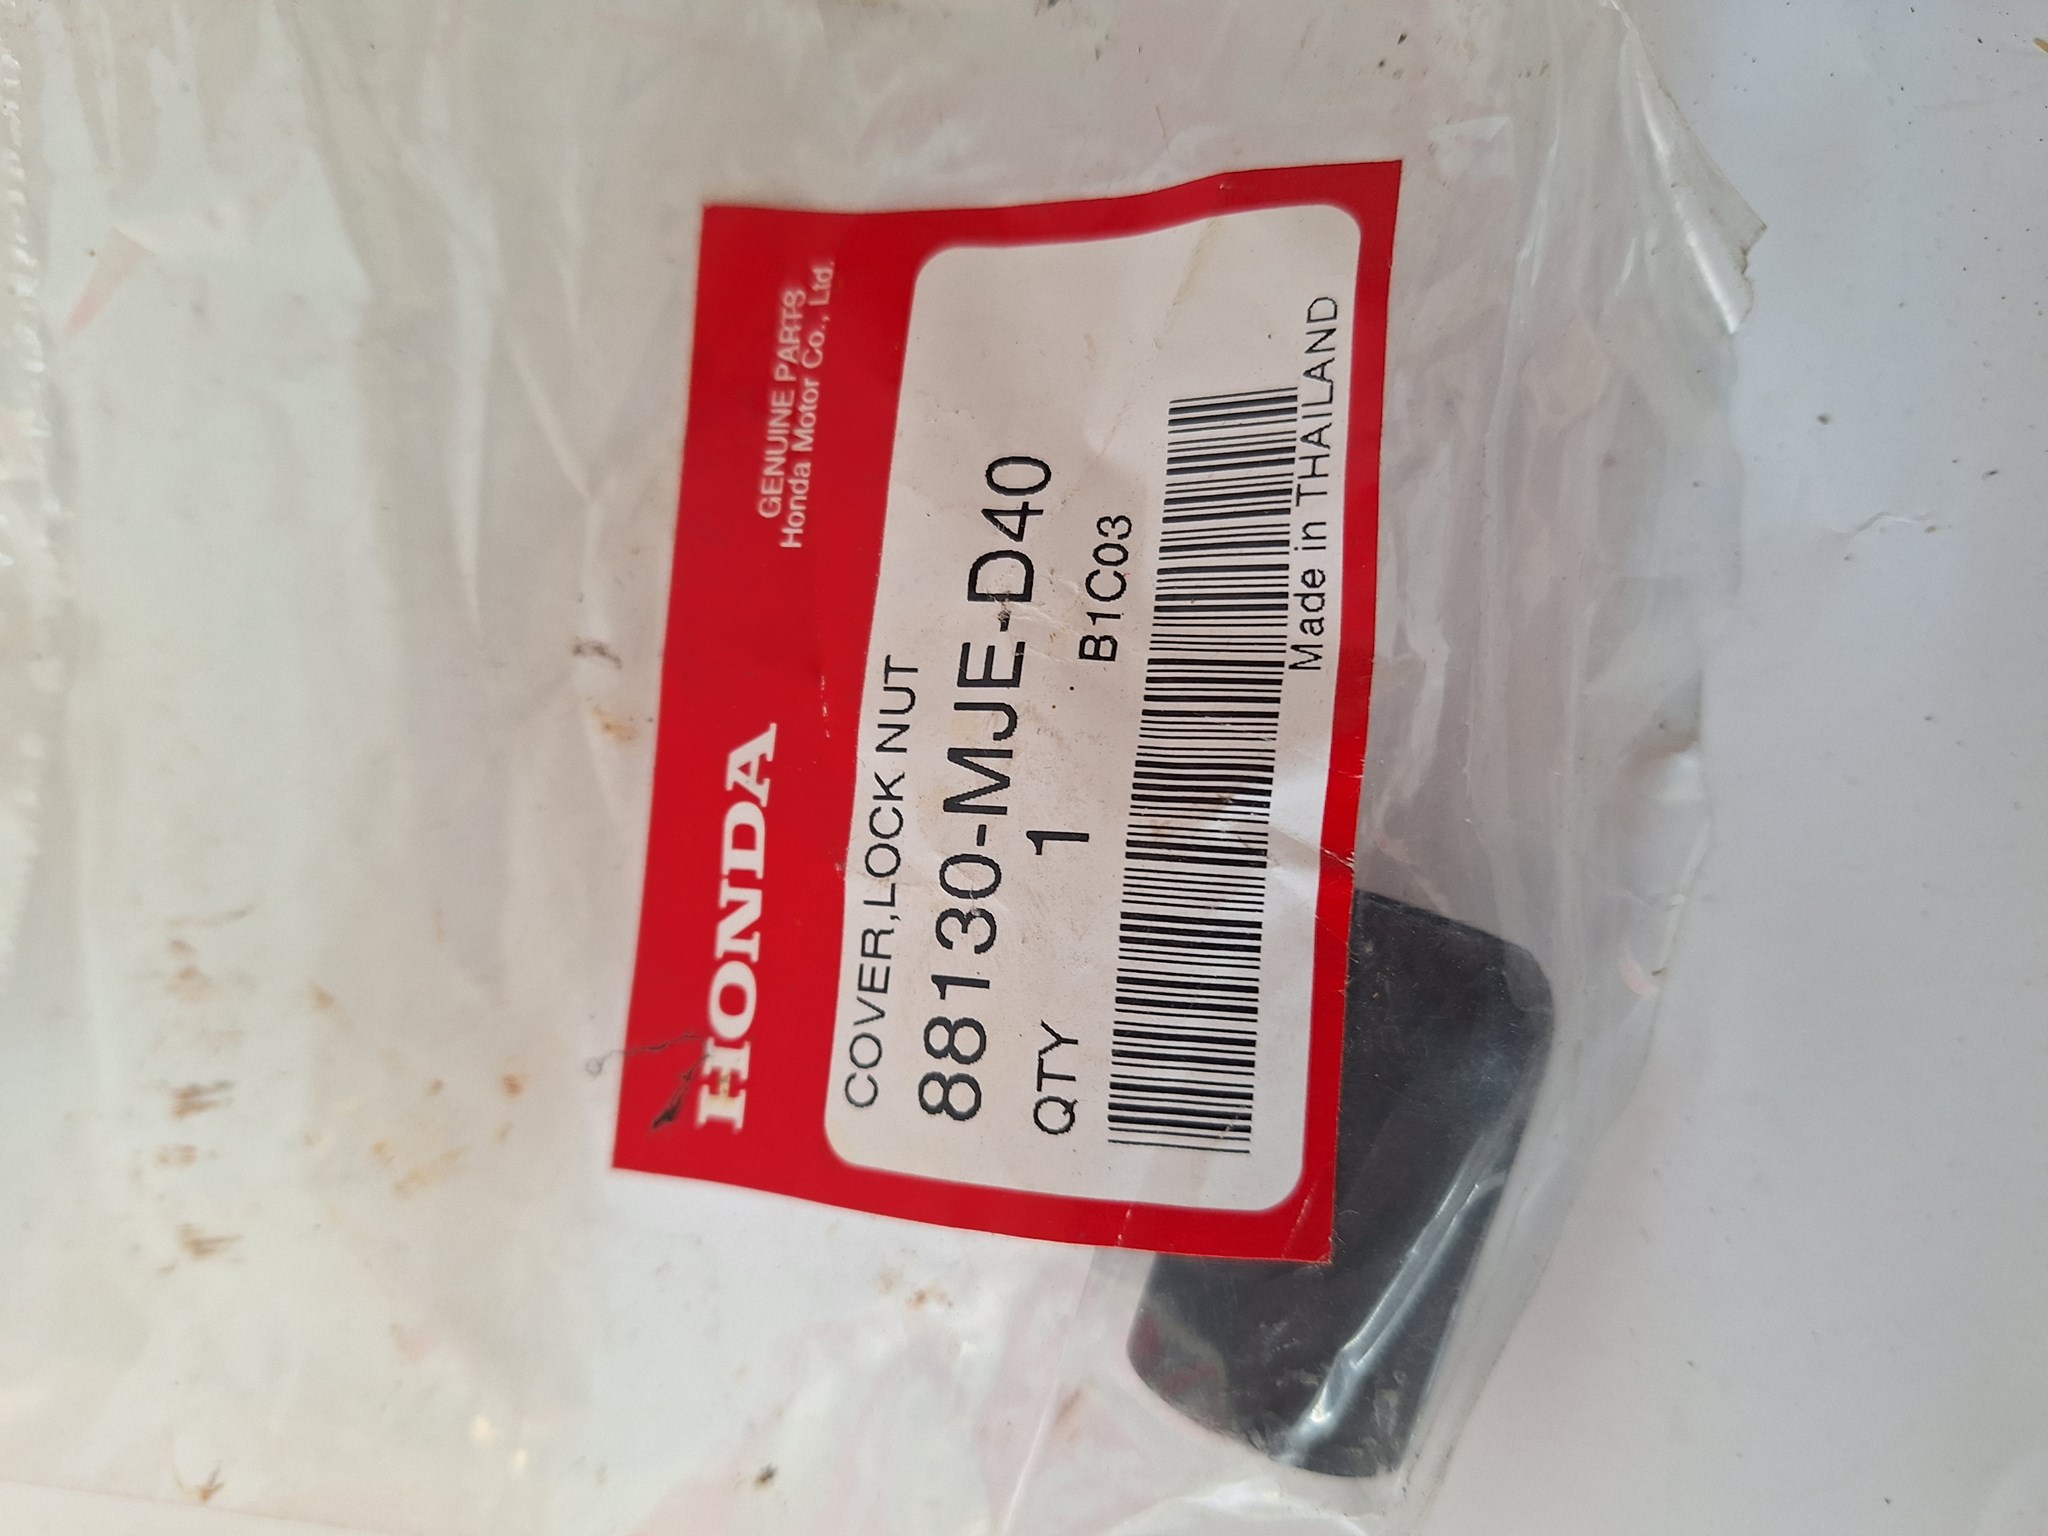 HONDA
GENUINE PARTS
Honda Motor Co., Ltd.
COVER,LOCK NUT
88130-MJE-D40
QTY 1
B1C03
Made in THAILAND